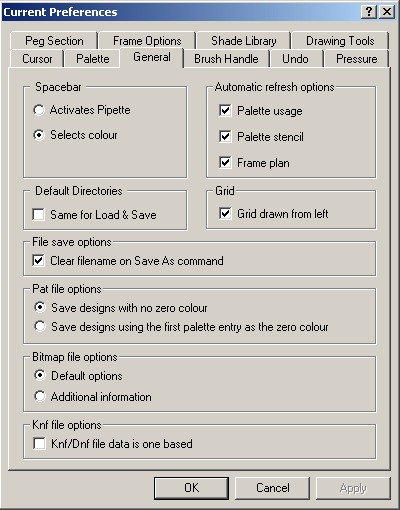 Current Preferences
Peg Section Frame Options Shade Library Drawing Tools
Cursor Palette General Brush Handle Undo Pressure
Spacebar
Activates Pipette
Selects colour
Automatic refresh options
Palette usage
Palette stencil
Frame plan
Default Directories
Same for Load & Save
Grid
Grid drawn from left
File save options
Clear filename on Save As command
Pat file options
Save designs with no zero colour
Save designs using the first palette entry as the zero colour
Bitmap file options
Default options
Additional information
Knf file options
Knf/Dnf file data is one based
OK Cancel Apply